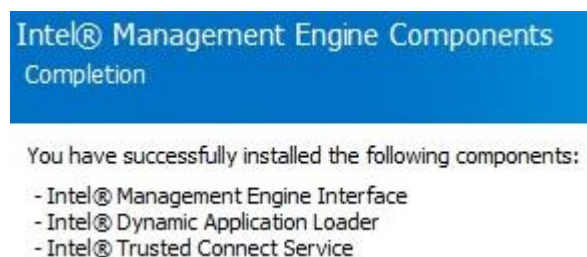 Intel® Management Engine Components
Completion
You have successfully installed the following components:
- Intel® Management Engine Interface
- Intel® Dynamic Application Loader
- Intel® Trusted Connect Service